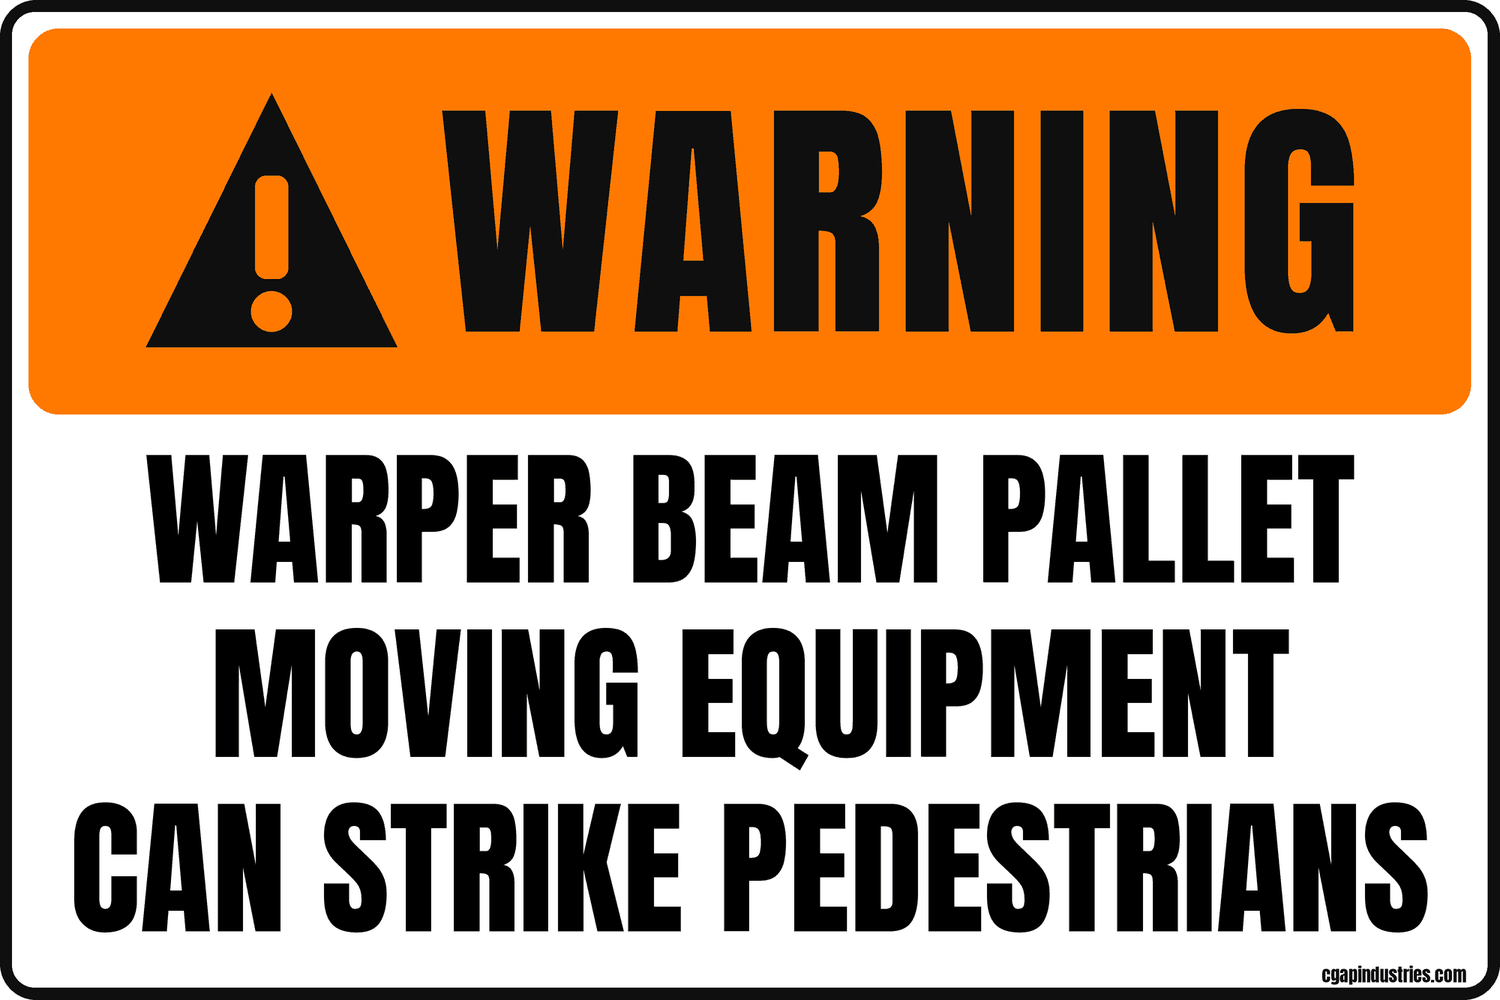 WARNING
WARPER BEAM PALLET
MOVING EQUIPMENT
CAN STRIKE PEDESTRIANS
cgapindustries.com